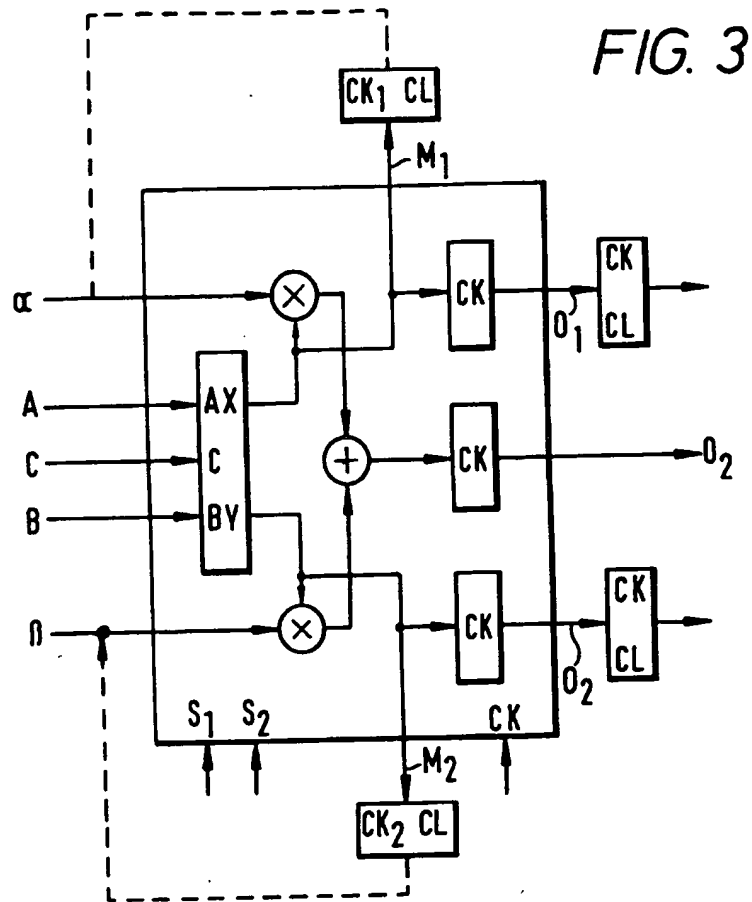 FIG. 3
CK₁ CL
M₁
α
CK
O₁
CK
CL
A
AX
C
C
CK
O₂
B
BY
n
CK
O₂
CK
CL
S₁ S₂
CK
M₂
CK₂ CL